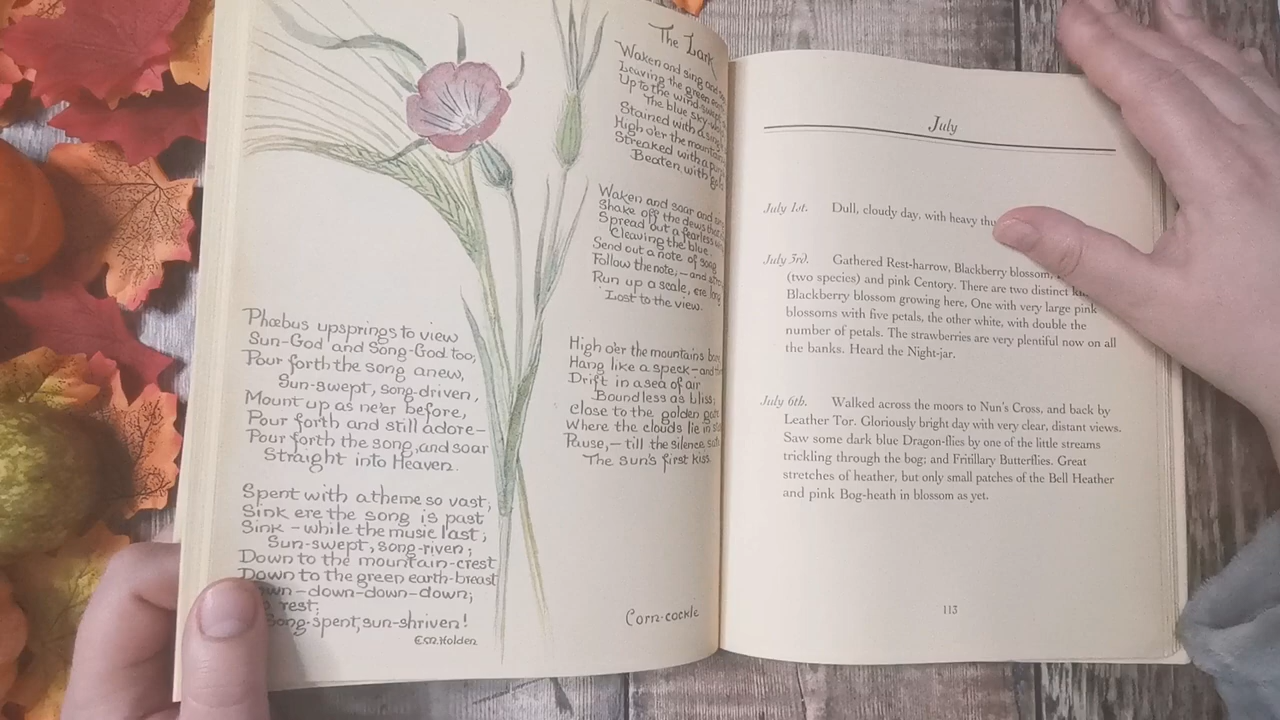 The Lark
Waken and sing and
Leaving the green earth
Up to the wind-swept
The blue sky-
Stained with a
High o'er the mountain
Streaked with a
Beaten with gold
Waken and soar and
Shake off the dews that
Spread out a fearless
Cleaving the blue.
Send out a note of song
Follow the note,—and
Run up a scale, ere long
Lost to the view.
High o'er the mountains
Hang like a speck—and
Drift in a sea of air
Boundless as bliss;
Close to the golden
Where the clouds lie in
Pause,—till the silence
The sun's first kiss.
Phœbus upsprings to view
Sun-God and Song-God too;
Pour forth the song anew,
Sun-swept, song-driven,
Mount up as ne'er before,
Pour forth and still adore—
Pour forth the song, and soar
Straight into Heaven.
Spent with a theme so vast,
Sink ere the song is past
Sink—while the music last;
Sun-swept, song-riven;
Down to the mountain-crest
Down to the green earth-breast
-down-down-down;
rest;
Song-spent, sun-shriven!
E.M. Holden
Corn-cockle
July
July 1st. Dull, cloudy day, with heavy
July 3rd. Gathered Rest-harrow, Blackberry blossom,
(two species) and pink Century. There are two distinct
Blackberry blossom growing here. One with very large pink
blossoms with five petals, the other white, with double the
number of petals. The strawberries are very plentiful now on all
the banks. Heard the Night-jar.
July 6th. Walked across the moors to Nun's Cross, and back by
Leather Tor. Gloriously bright day with very clear, distant views.
Saw some dark blue Dragon-flies by one of the little streams
trickling through the bog; and Fritillary Butterflies. Great
stretches of heather, but only small patches of the Bell Heather
and pink Bog-heath in blossom as yet.
113